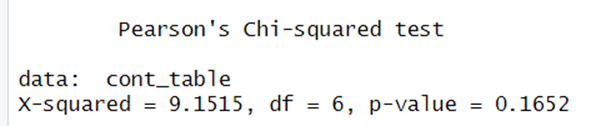 Pearson's Chi-squared test
data: cont_table
X-squared = 9.1515, df = 6, p-value = 0.1652